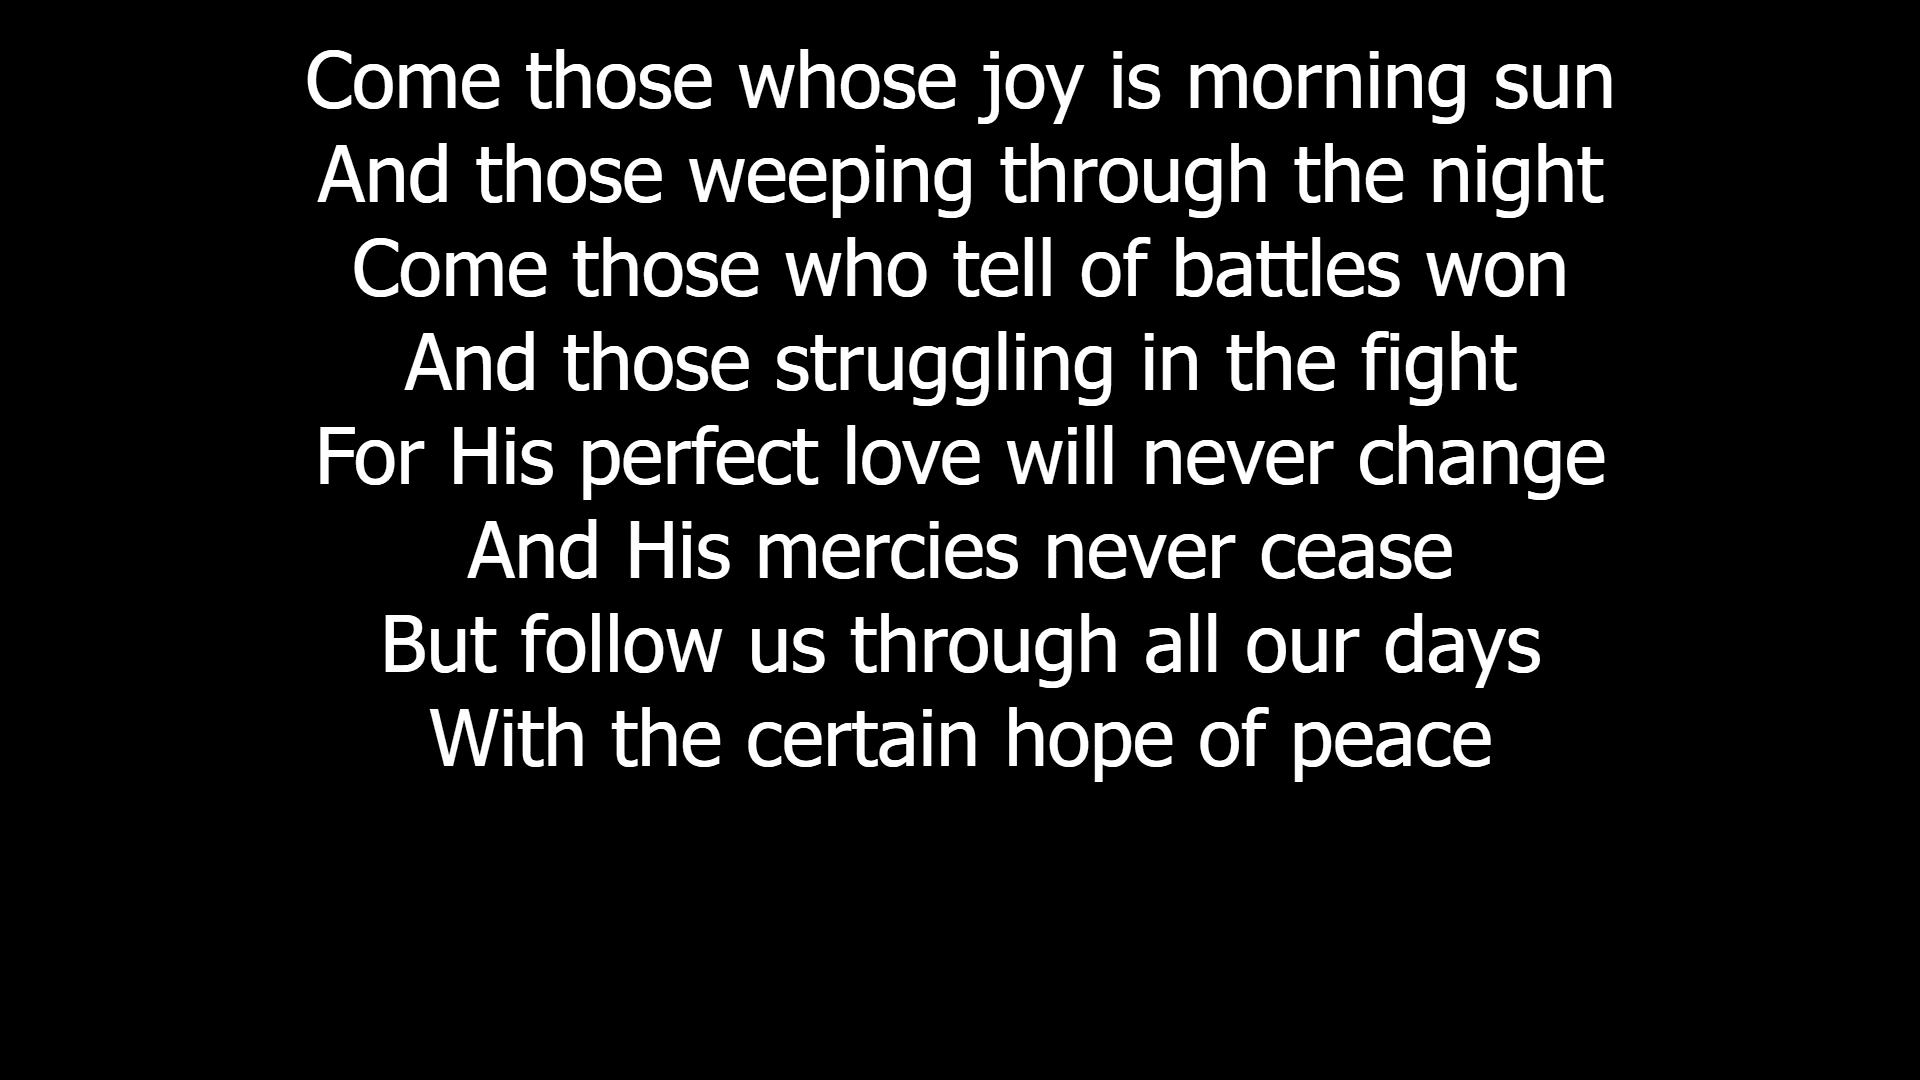 Come those whose joy is morning sun
And those weeping through the night
Come those who tell of battles won
And those struggling in the fight
For His perfect love will never change
And His mercies never cease
But follow us through all our days
With the certain hope of peace